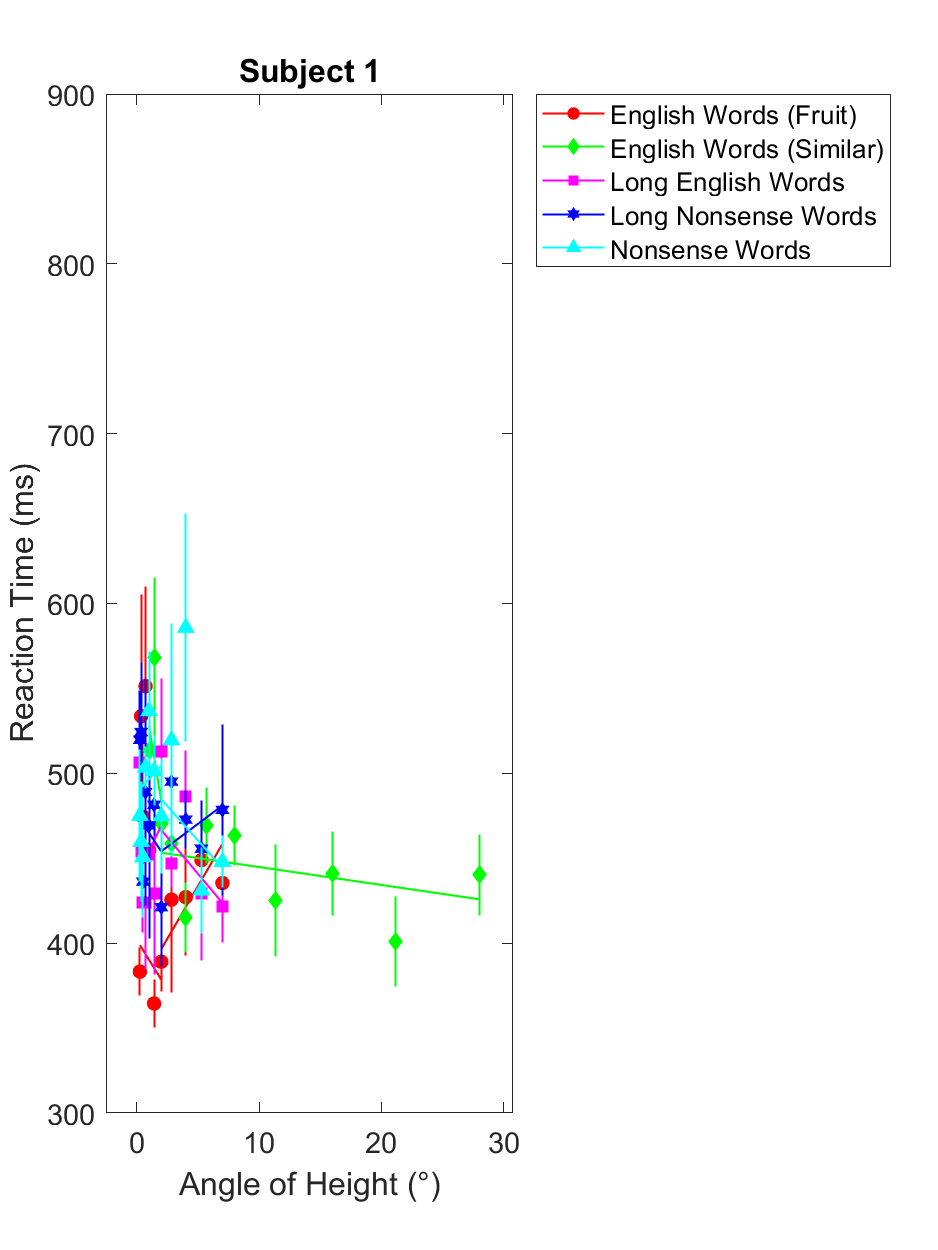 Subject 1
900
800
700
600
500
400
300
0 10 20 30
Reaction Time (ms)
Angle of Height (°)
English Words (Fruit)
English Words (Similar)
Long English Words
Long Nonsense Words
Nonsense Words